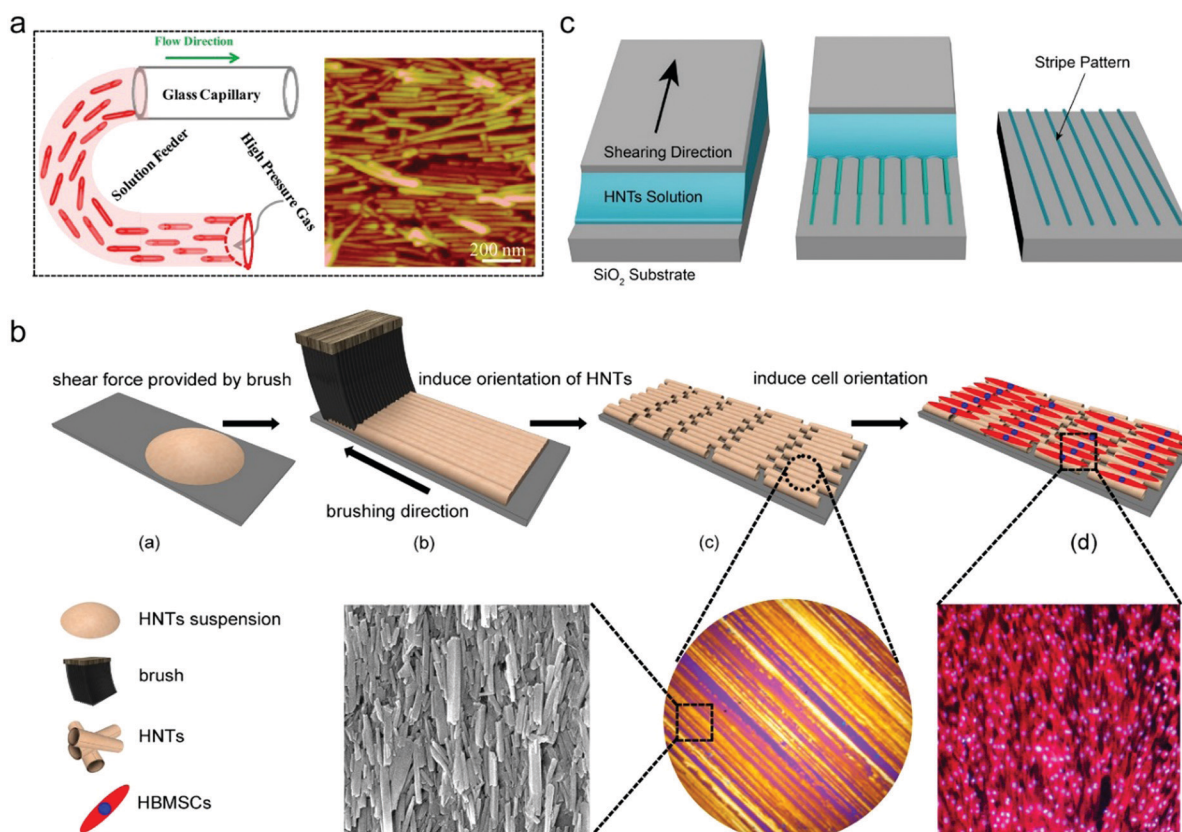 a
Flow Direction
Glass Capillary
Solution Feeder
High Pressure Gas
200 nm
c
Shearing Direction
HNTs Solution
SiO₂ Substrate
Stripe Pattern
b
shear force provided by brush
induce orientation of HNTs
induce cell orientation
brushing direction
(a)
(b)
(c)
(d)
HNTs suspension
brush
HNTs
HBMSCs